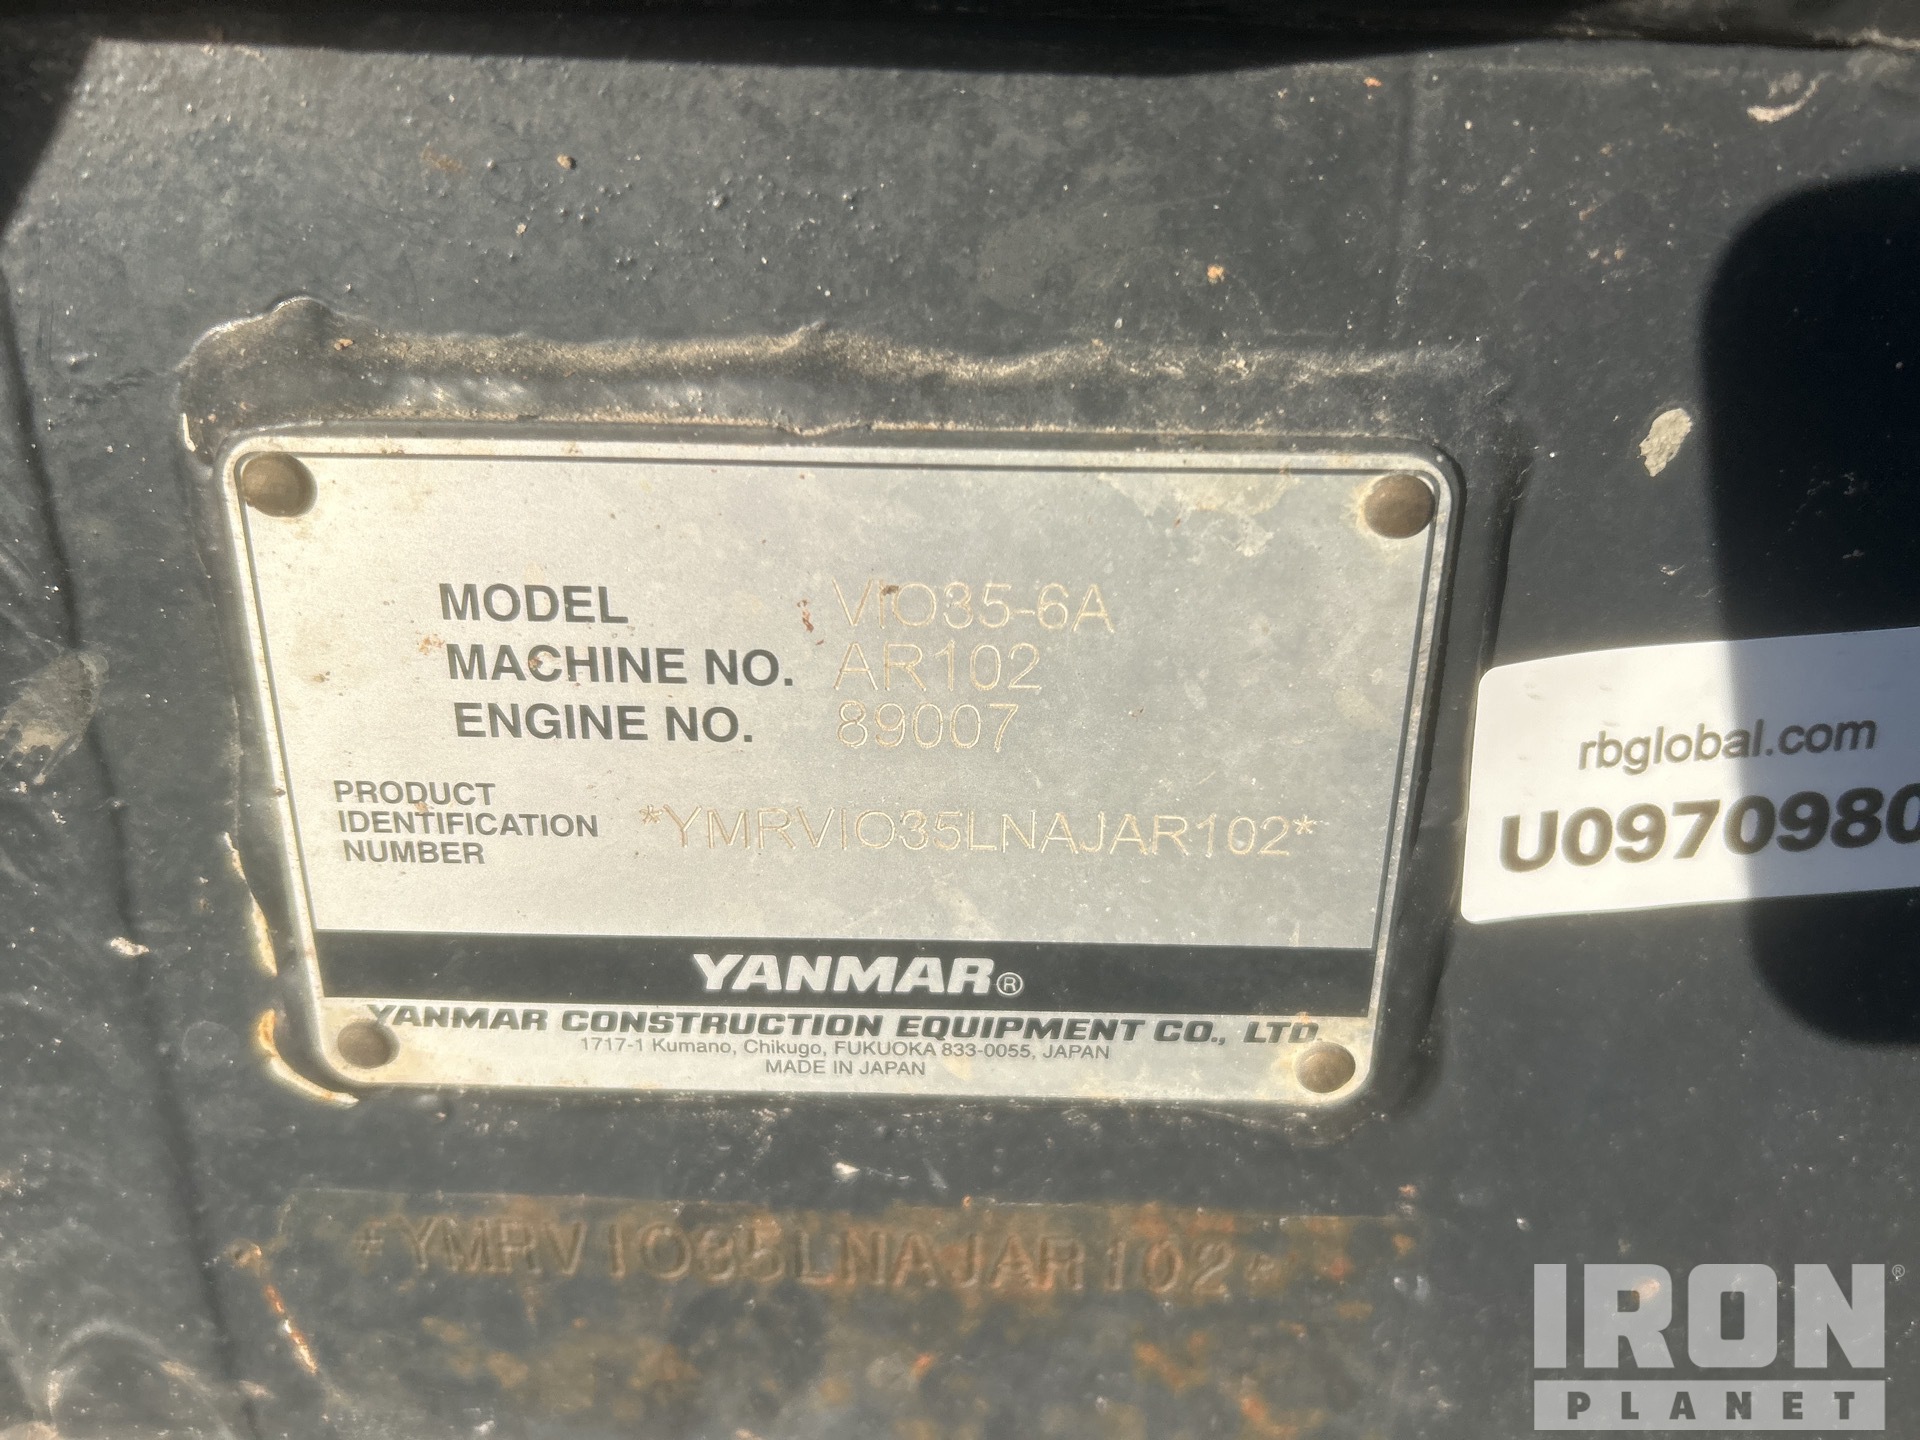 MODEL VIO35-6A
MACHINE NO. AR102
ENGINE NO. 89007
PRODUCT
IDENTIFICATION *YMRVIO35LNAJAR102*
NUMBER
YANMAR®
YANMAR CONSTRUCTION EQUIPMENT CO., LTD.
1717-1 Kumano, Chikugo, FUKUOKA 833-0055, JAPAN
MADE IN JAPAN
rbglobal.com
U0970980
*YMRVIO35LNAJAR102*
IRON®
PLANET